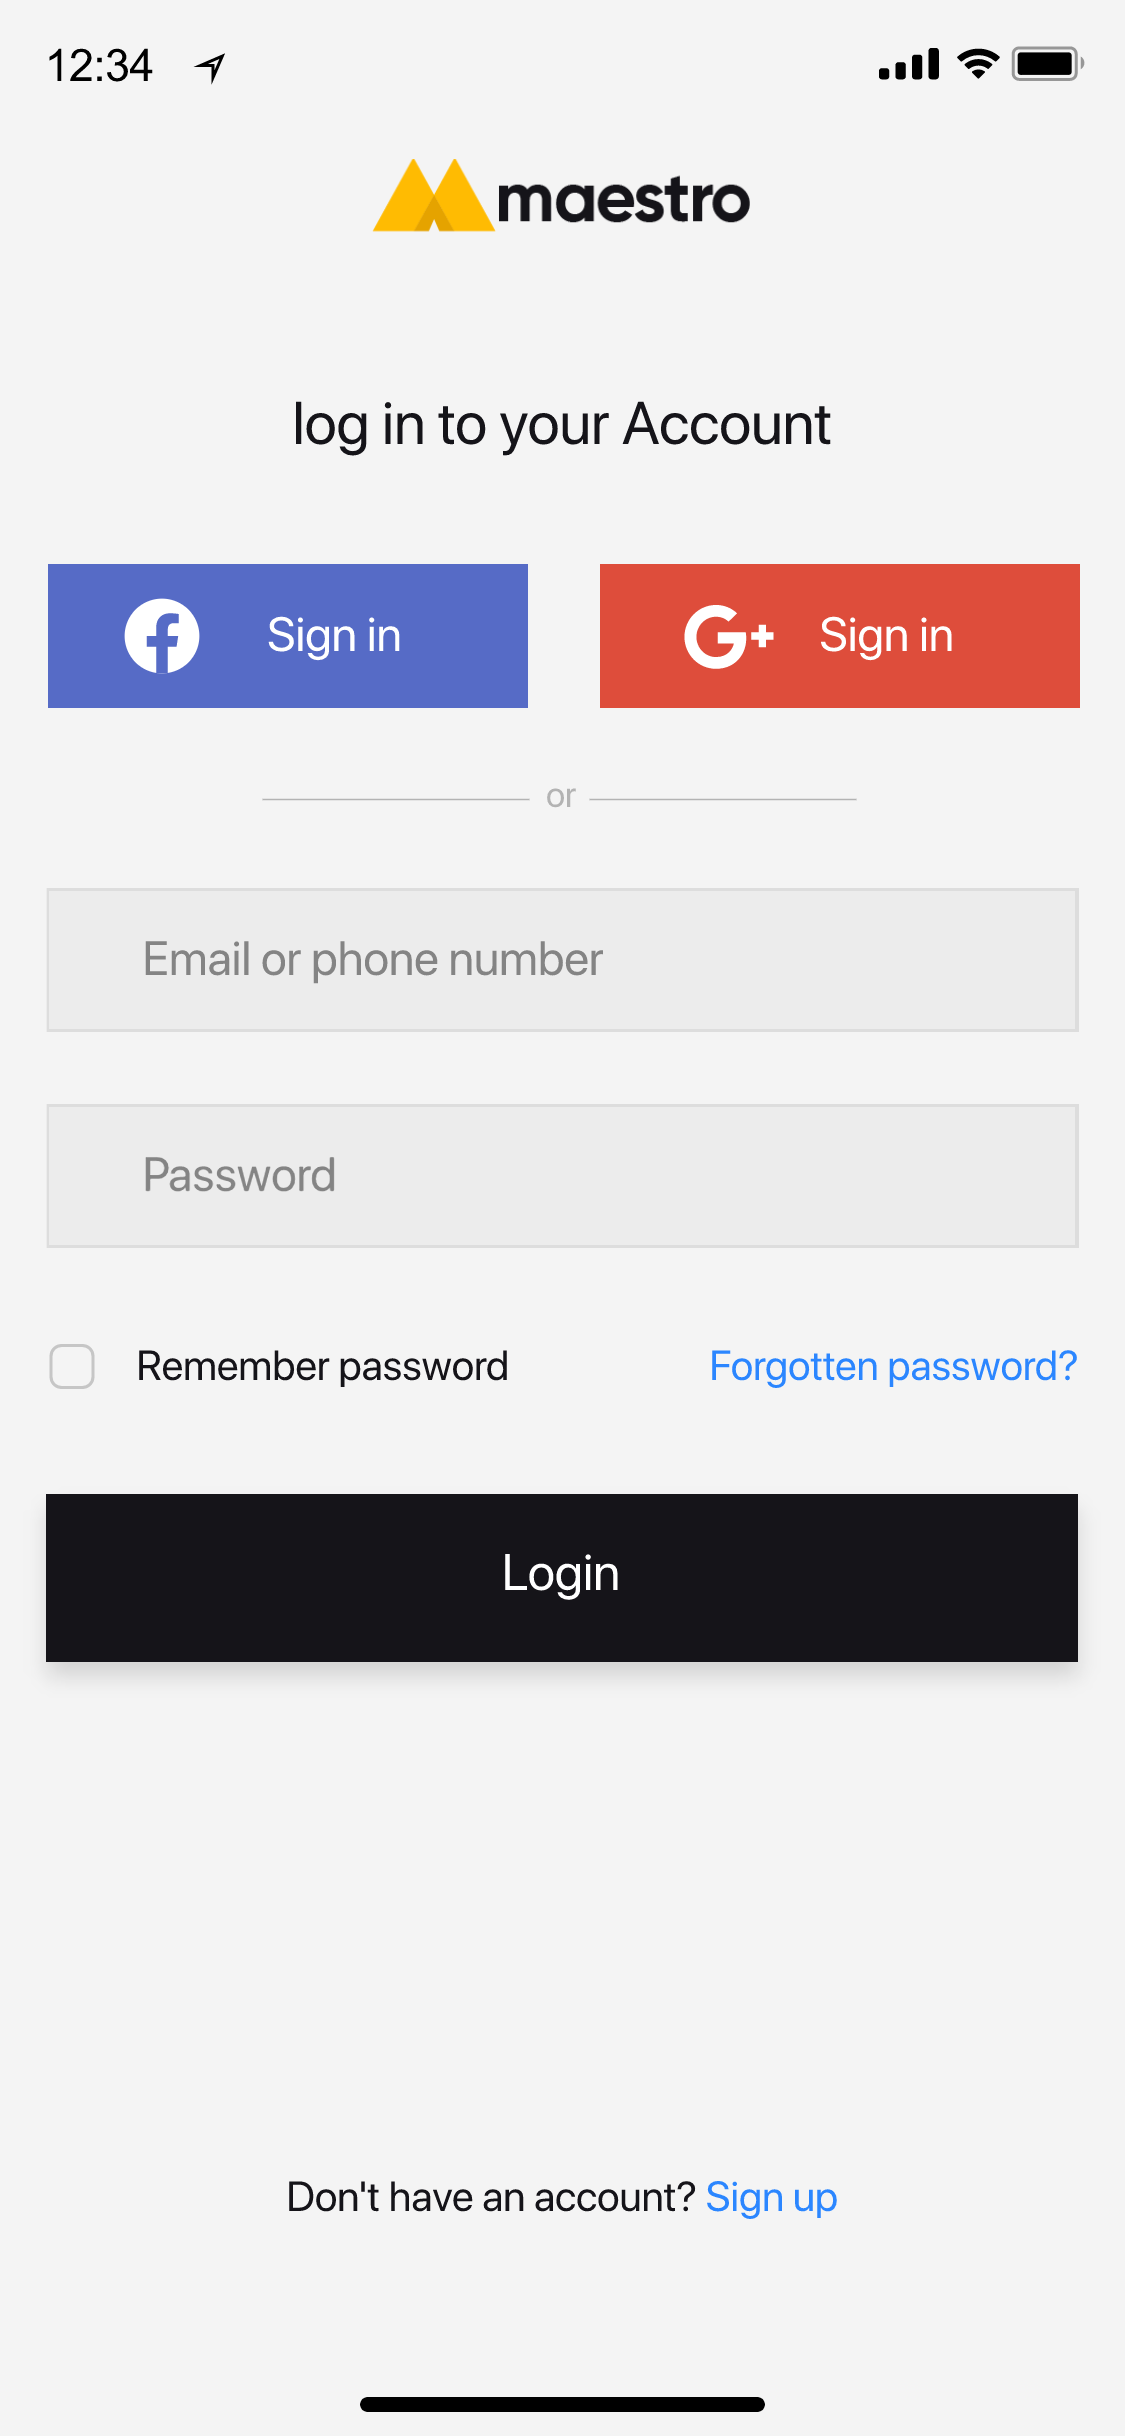 12:34
maestro
log in to your Account
Sign in
G+ Sign in
or
Email or phone number
Password
Remember password
Forgotten password?
Login
Don't have an account? Sign up